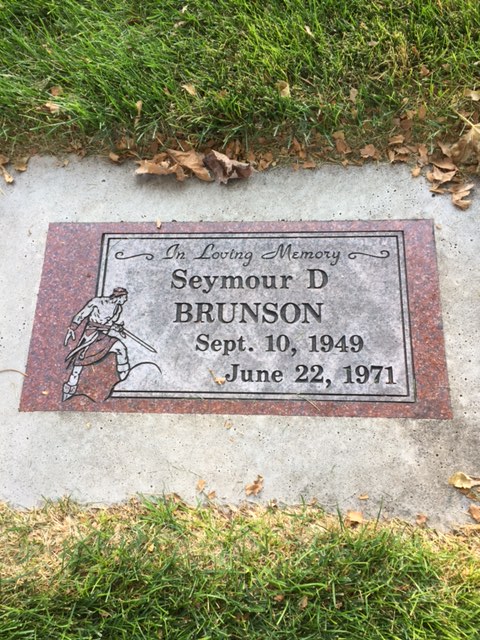 In Loving Memory
Seymour D
BRUNSON
Sept. 10, 1949
June 22, 1971